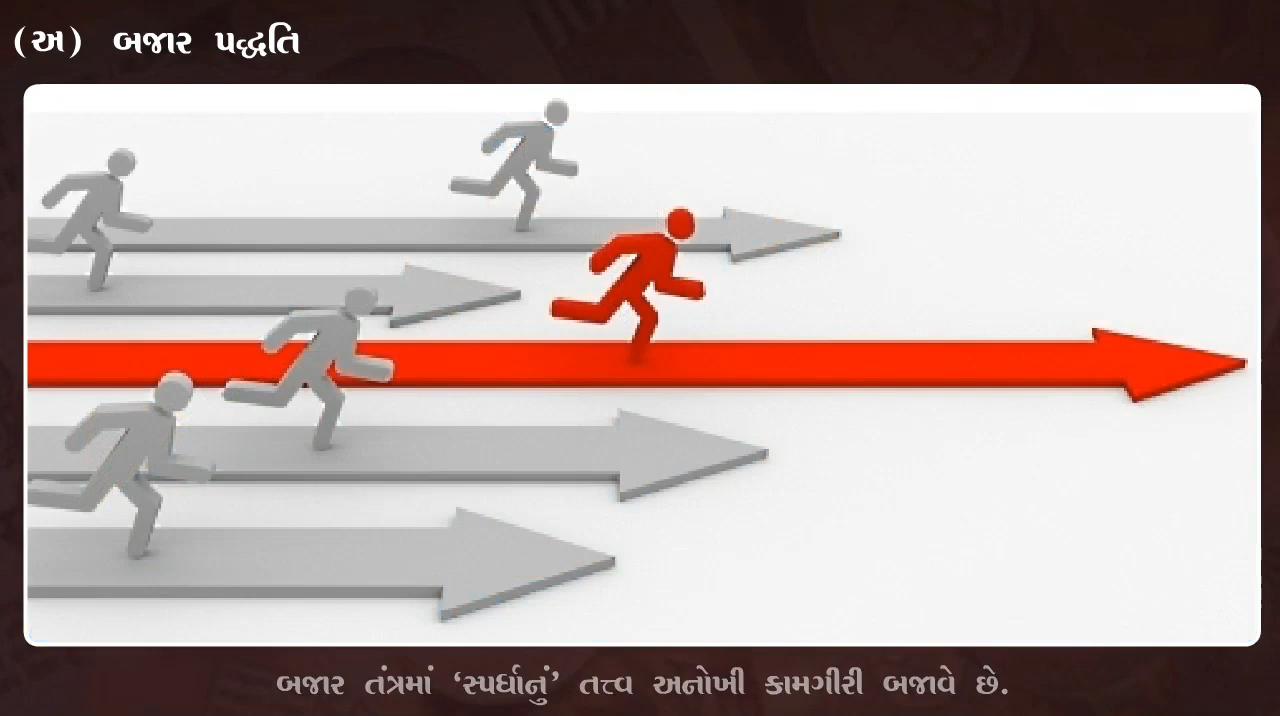 (અ) બજાર પદ્ધતિ
બજાર તંત્રમાં ‘સ્પર્ધાનું’ તત્ત્વ અનોખી કામગીરી બજાવે છે.